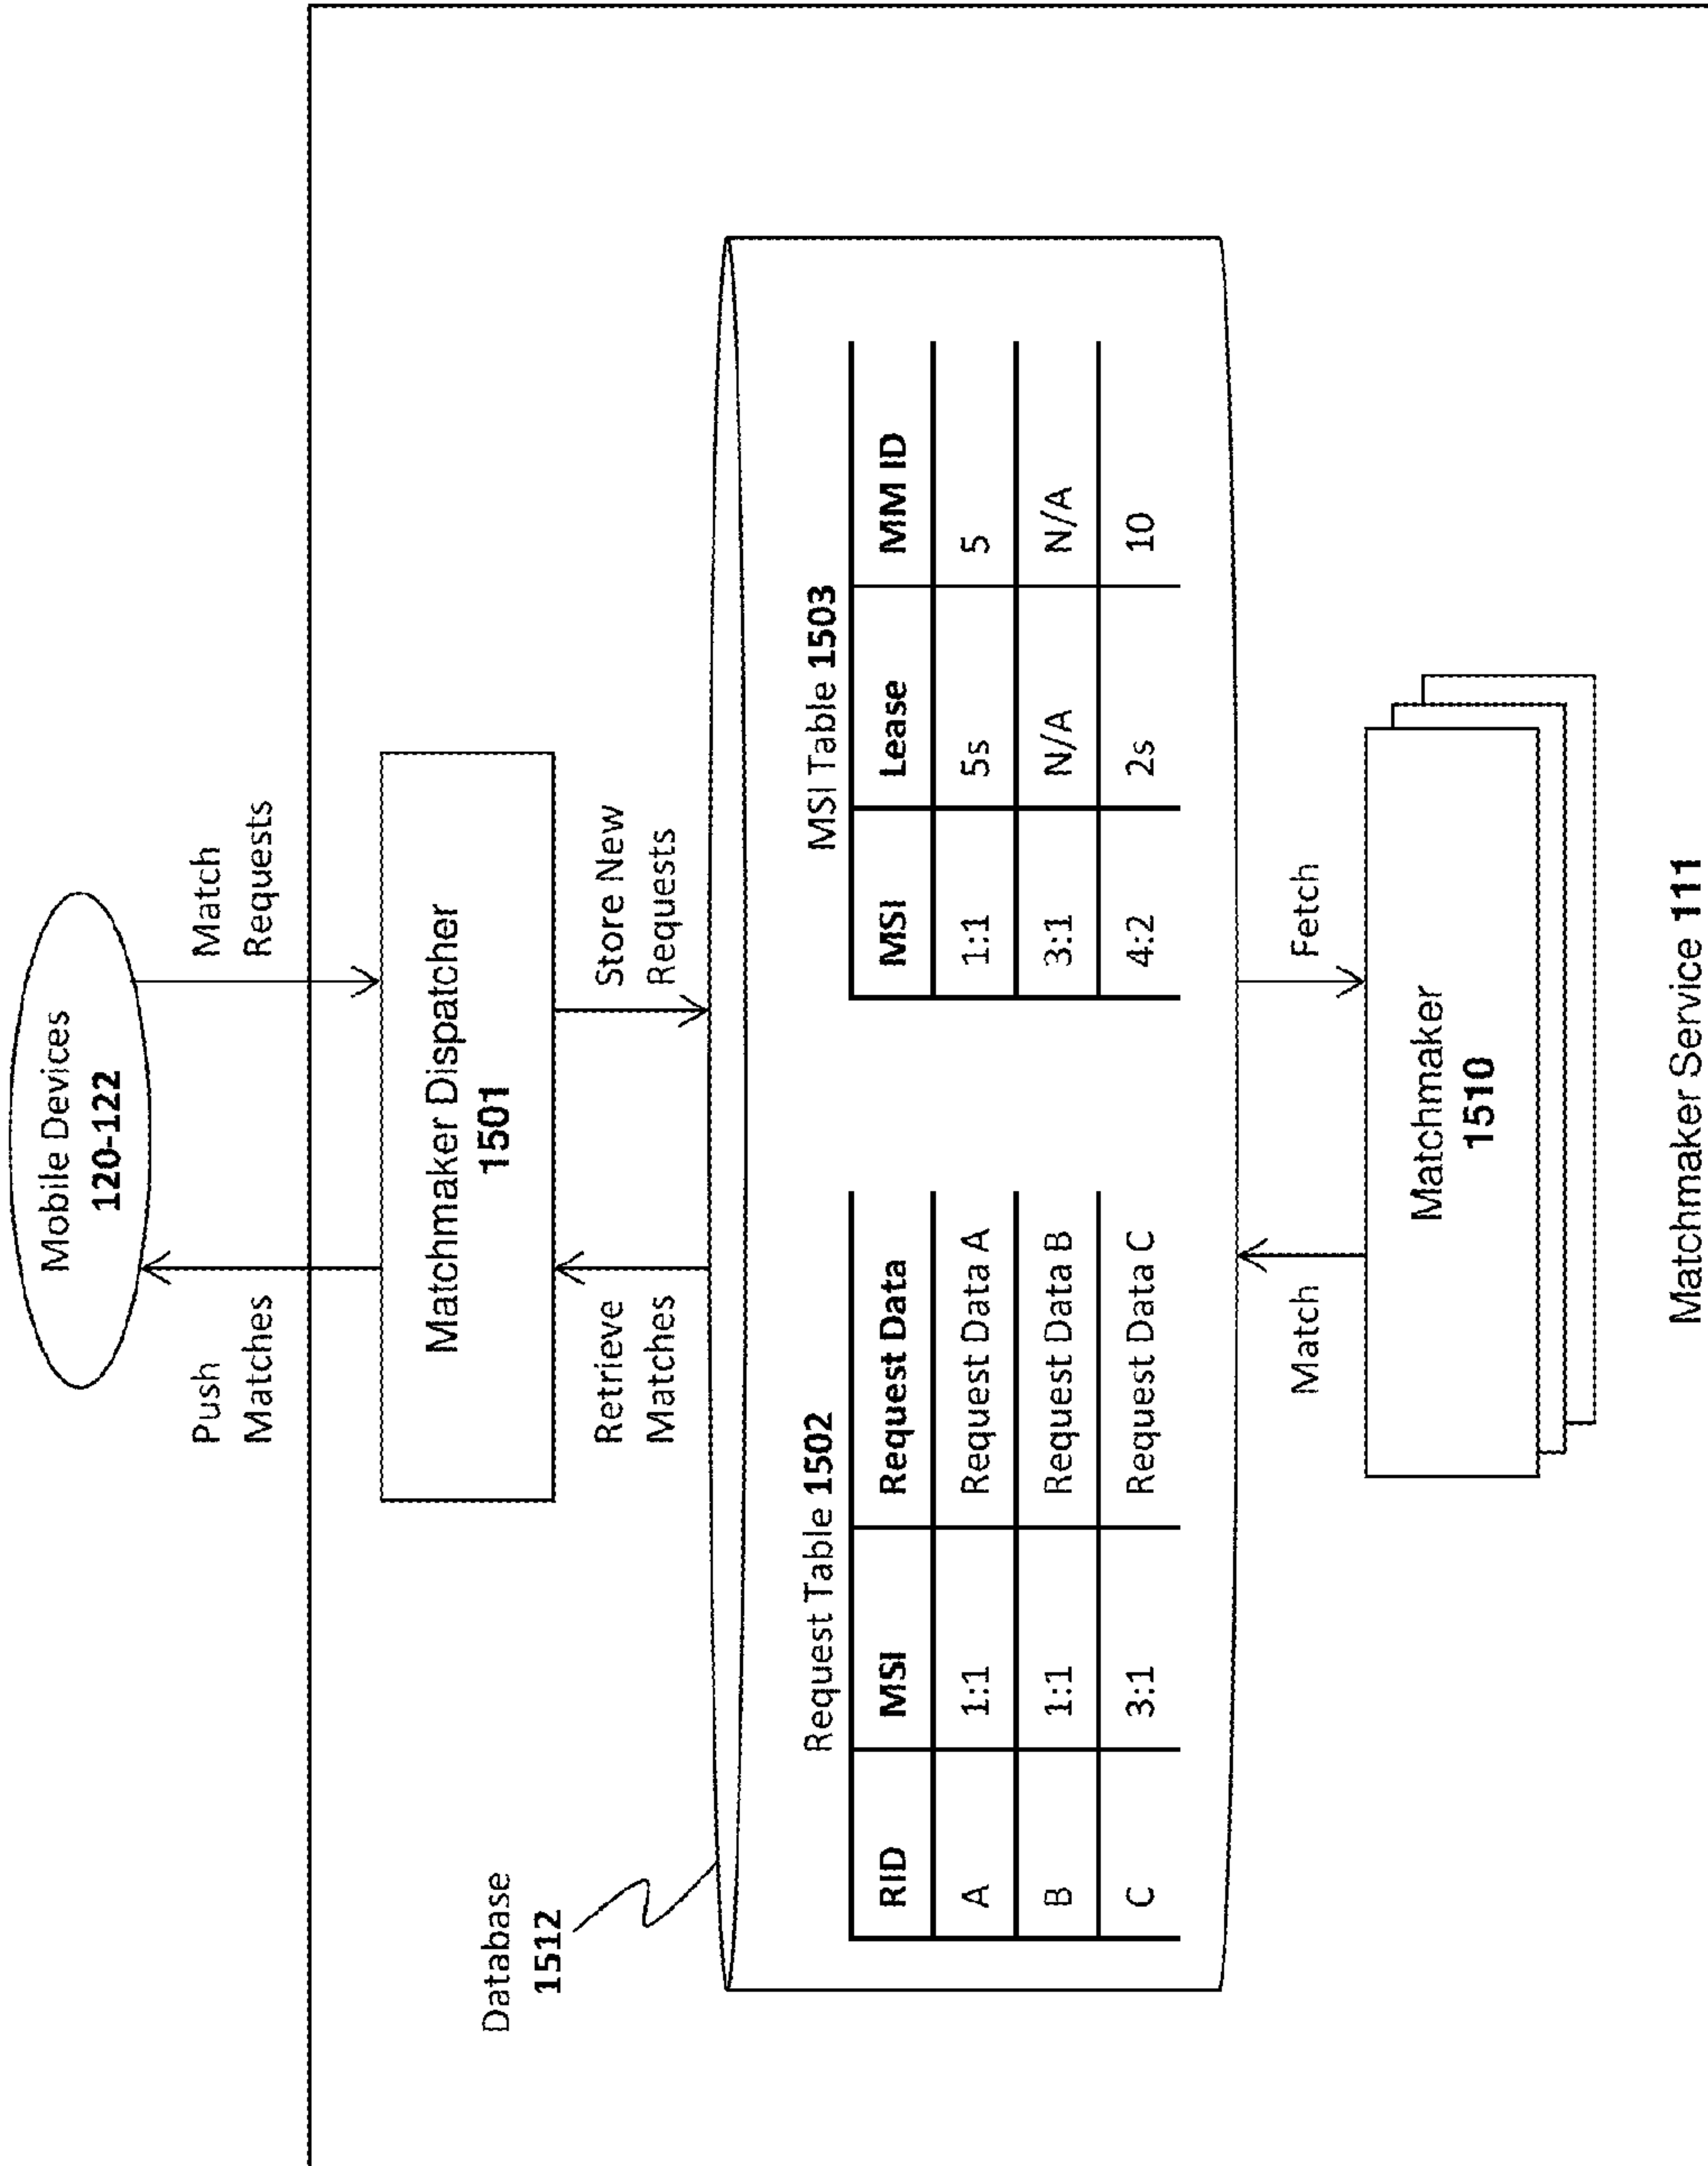 Mobile Devices
120-122
Push
Matches
Match
Requests
Matchmaker Dispatcher
1501
Database
1512
Retrieve
Matches
Store New
Requests
Request Table 1502
RID MSI Request Data
A 1:1 Request Data A
B 1:1 Request Data B
C 3:1 Request Data C
MSI Table 1503
MSI Lease MM ID
1:1 5s 5
3:1 N/A N/A
4:2 2s 10
Match
Fetch
Matchmaker
1510
Matchmaker Service 111